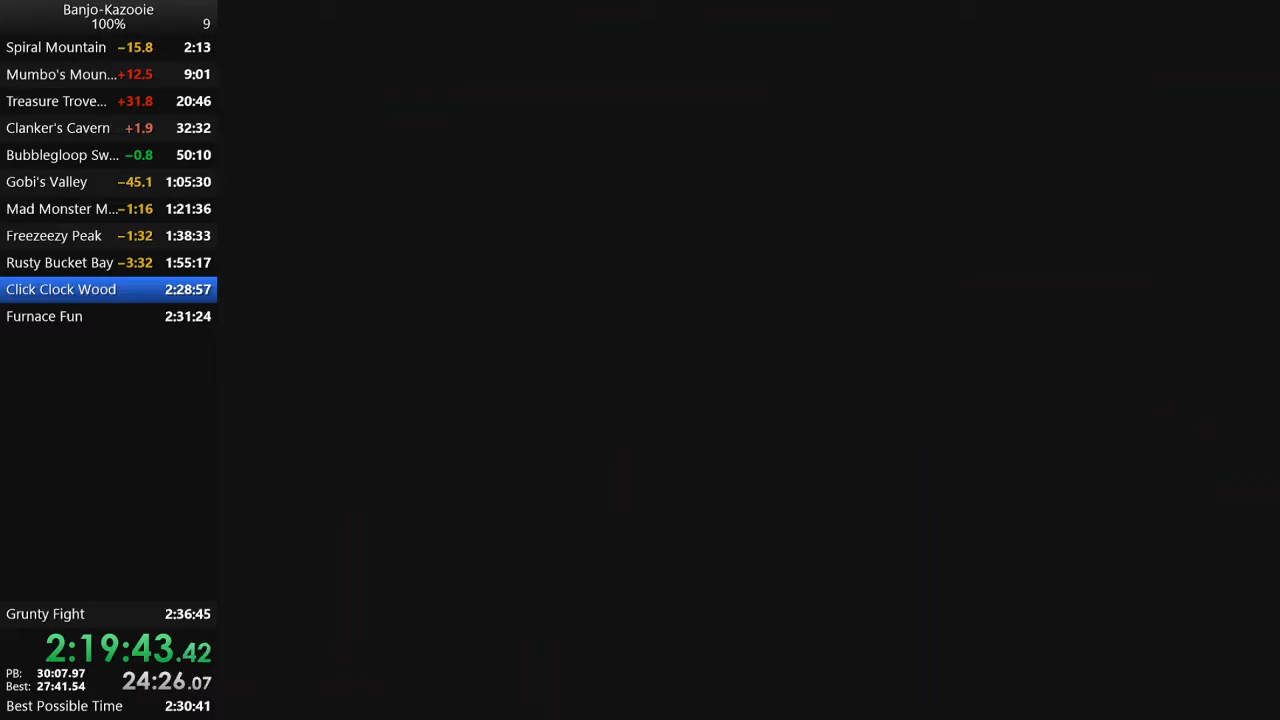 Banjo-Kazooie
100% 9
Spiral Mountain −15.8 2:13
Mumbo's Moun... +12.5 9:01
Treasure Trove... +31.8 20:46
Clanker's Cavern +1.9 32:32
Bubblegloop Sw... −0.8 50:10
Gobi's Valley −45.1 1:05:30
Mad Monster M... −1:16 1:21:36
Freezeezy Peak −1:32 1:38:33
Rusty Bucket Bay −3:32 1:55:17
Click Clock Wood 2:28:57
Furnace Fun 2:31:24
Grunty Fight 2:36:45
2:19:43.42
PB: 30:07.97
Best: 27:41.54
24:26.07
Best Possible Time 2:30:41